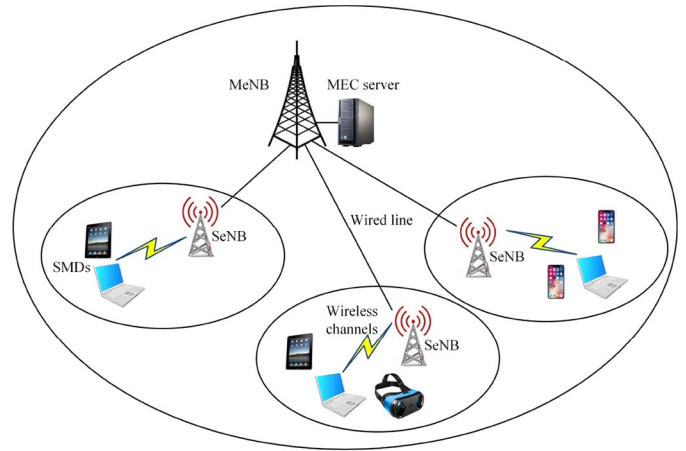 MeNB
MEC server
SeNB
Wired line
SMDs
SeNB
Wireless
channels
SeNB